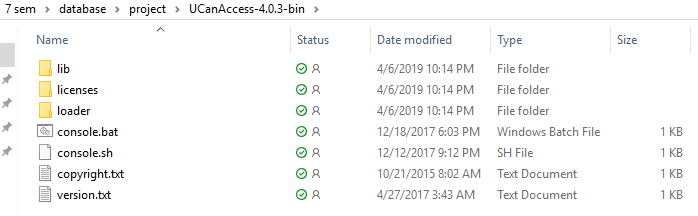 7 sem > database > project > UCanAccess-4.0.3-bin >
Name Status Date modified Type Size
lib 4/6/2019 10:14 PM File folder
licenses 4/6/2019 10:14 PM File folder
loader 4/6/2019 10:14 PM File folder
console.bat 12/18/2017 6:03 PM Windows Batch File 1 KB
console.sh 12/12/2017 9:12 PM SH File 1 KB
copyright.txt 10/21/2015 8:02 AM Text Document 1 KB
version.txt 4/27/2017 3:43 AM Text Document 1 KB